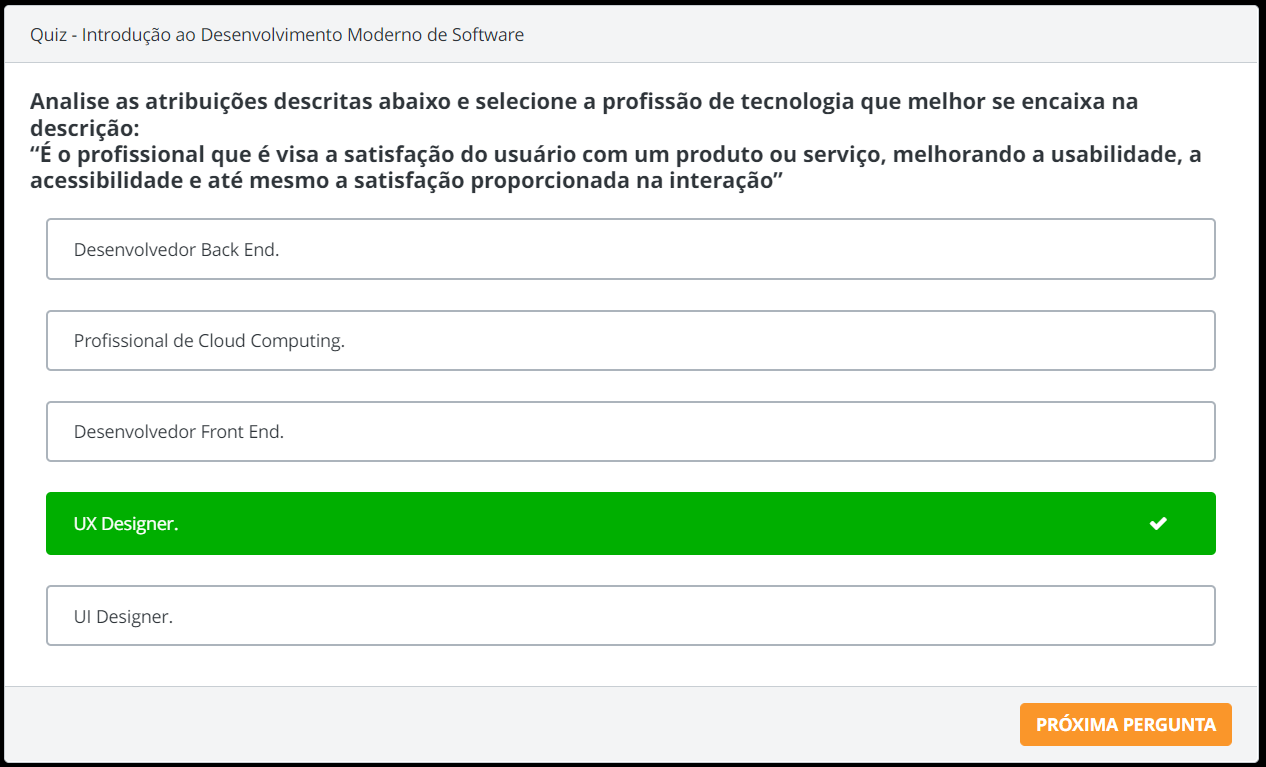 Quiz - Introdução ao Desenvolvimento Moderno de Software
Analise as atribuições descritas abaixo e selecione a profissão de tecnologia que melhor se encaixa na
descrição:
“É o profissional que é visa a satisfação do usuário com um produto ou serviço, melhorando a usabilidade, a
acessibilidade e até mesmo a satisfação proporcionada na interação”
Desenvolvedor Back End.
Profissional de Cloud Computing.
Desenvolvedor Front End.
UX Designer.
UI Designer.
PRÓXIMA PERGUNTA